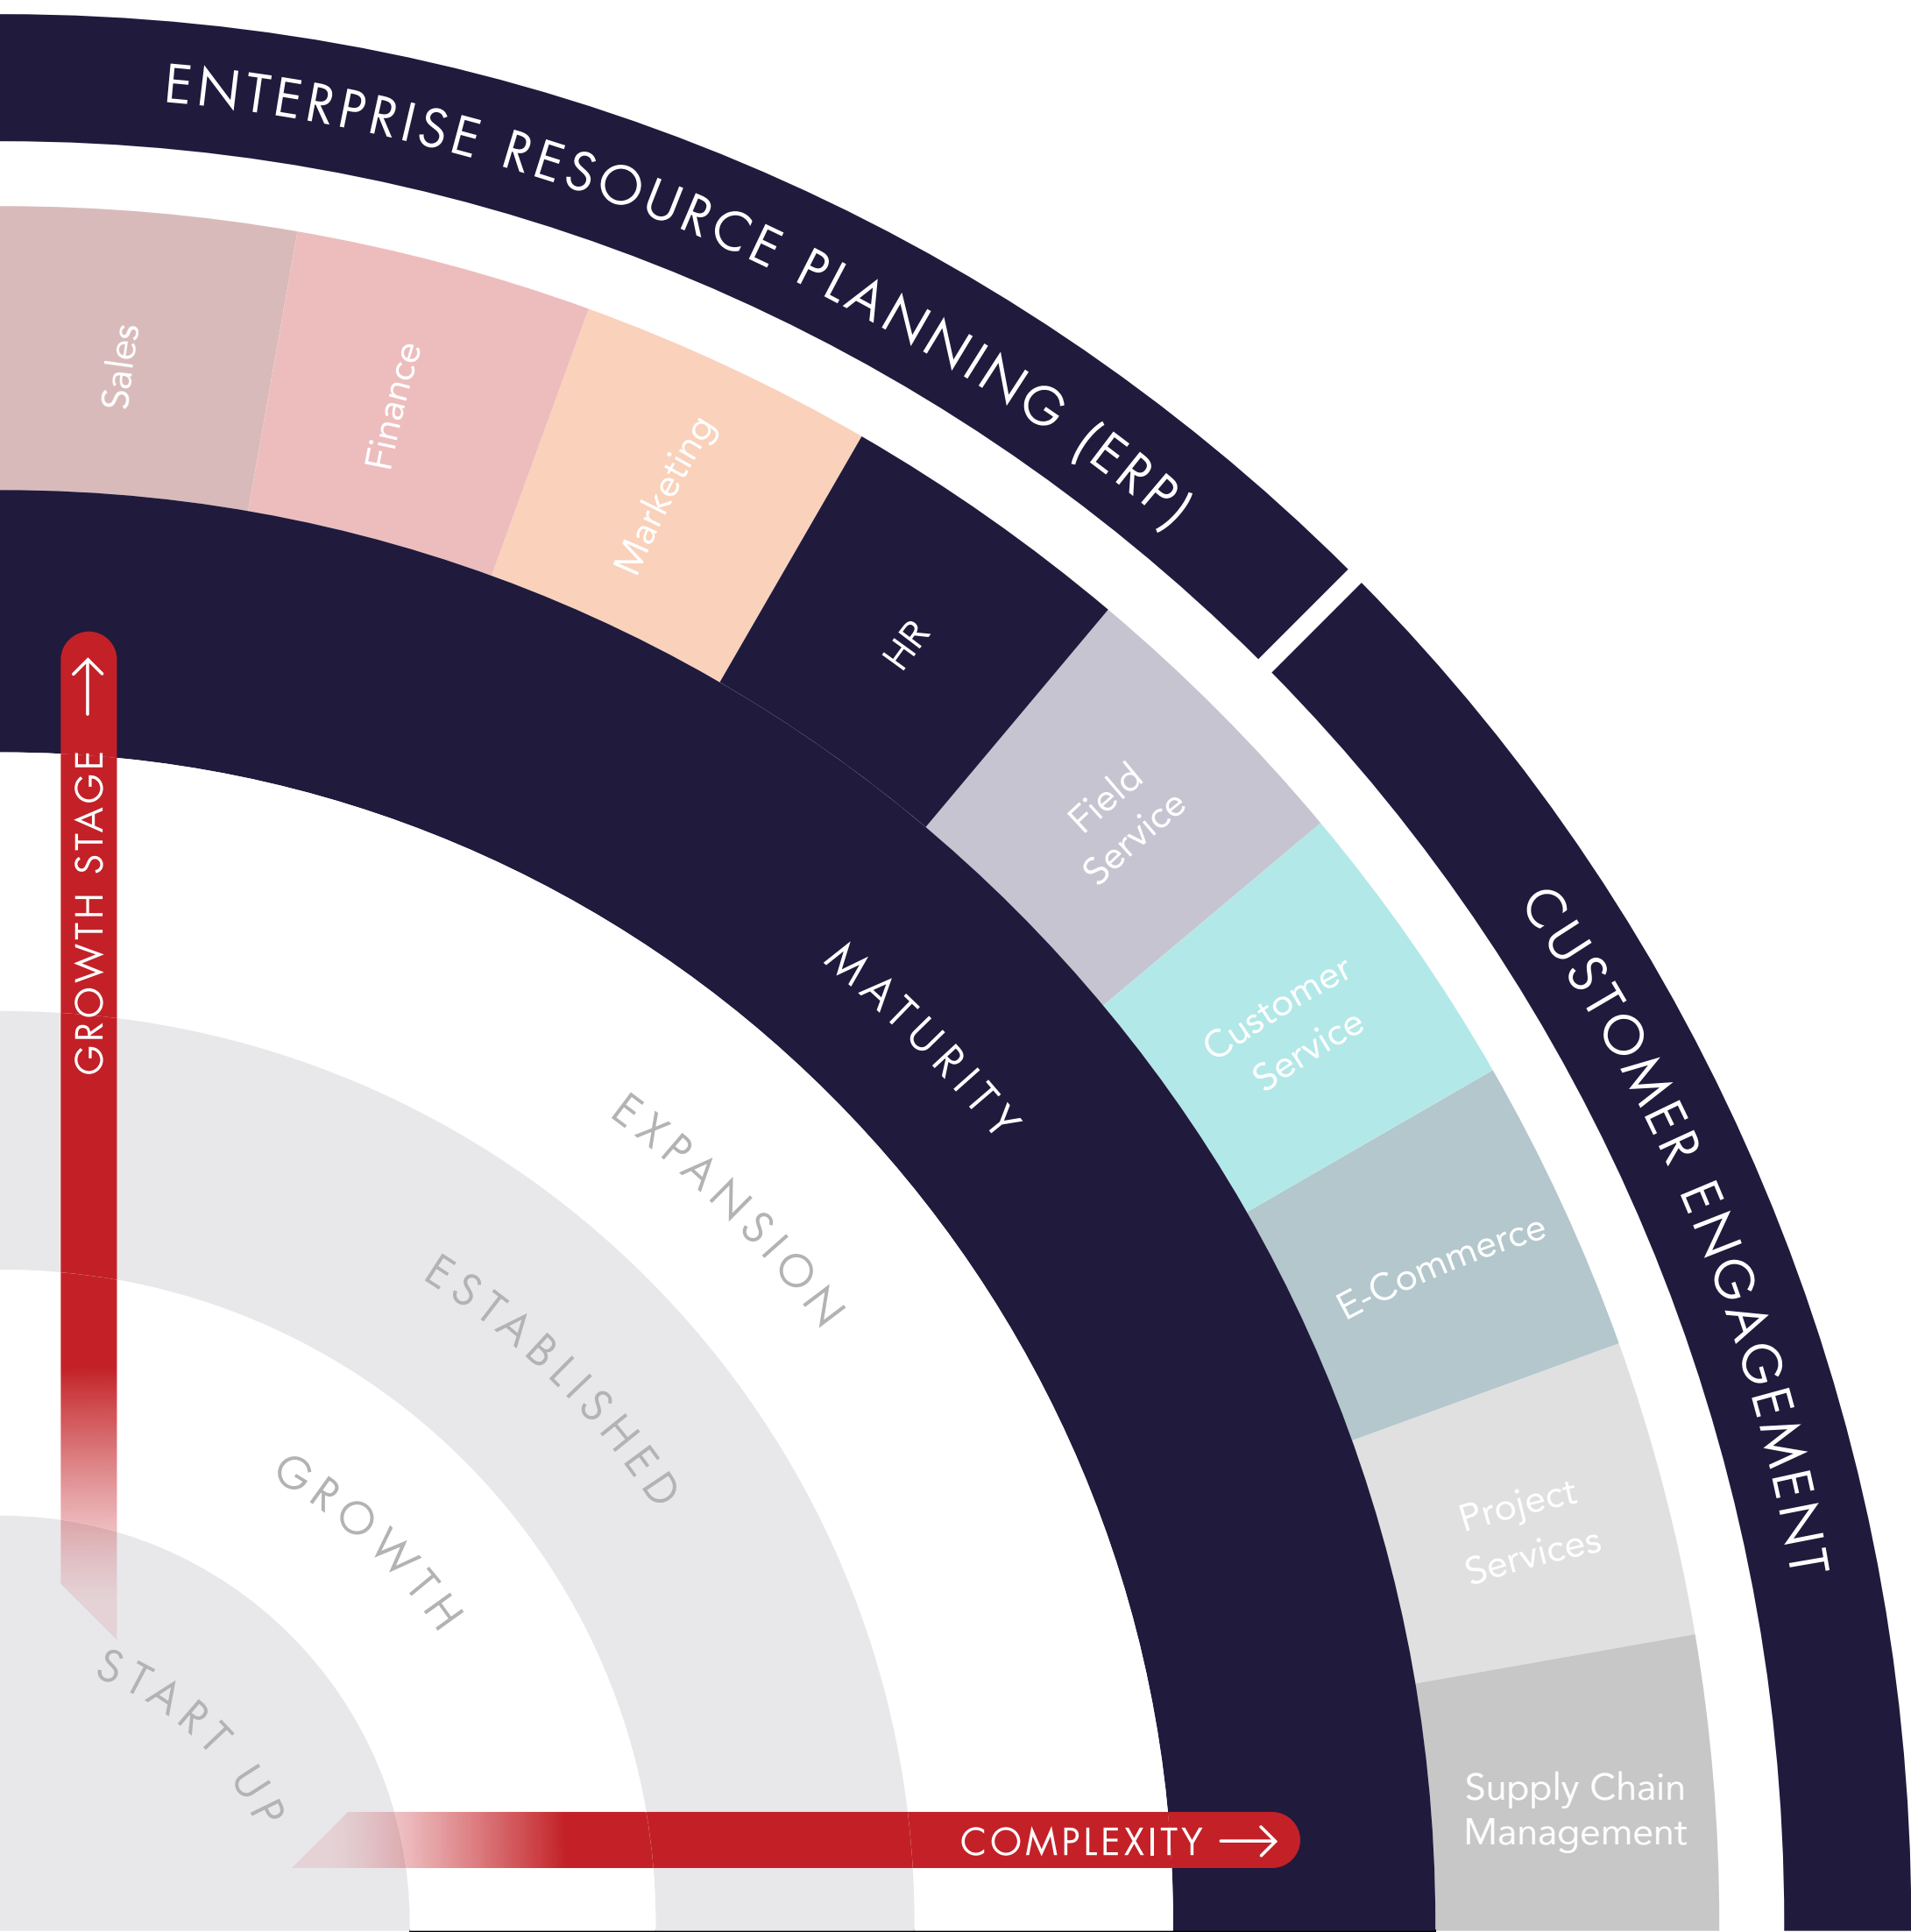 ENTERPRISE RESOURCE PLANNING (ERP)
CUSTOMER ENGAGEMENT
Sales
Finance
Marketing
HR
Field
Service
Customer
Service
E-Commerce
Project
Services
Supply Chain
Management
MATURITY
EXPANSION
ESTABLISHED
GROWTH
START UP
GROWTH STAGE →
COMPLEXITY →